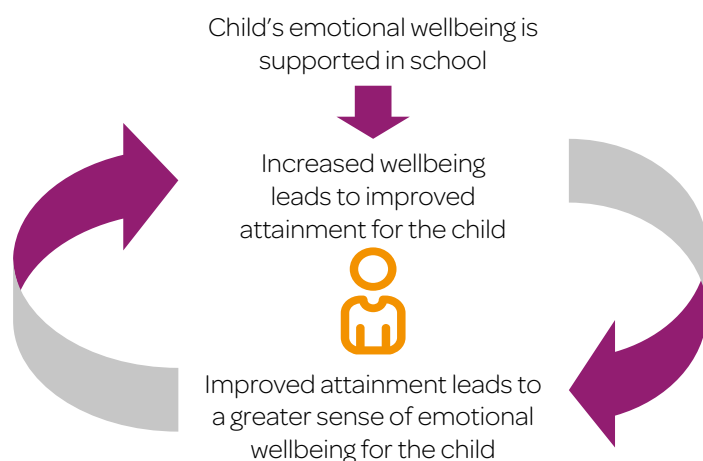 Child’s emotional wellbeing is
supported in school
Increased wellbeing
leads to improved
attainment for the child
Improved attainment leads to
a greater sense of emotional
wellbeing for the child